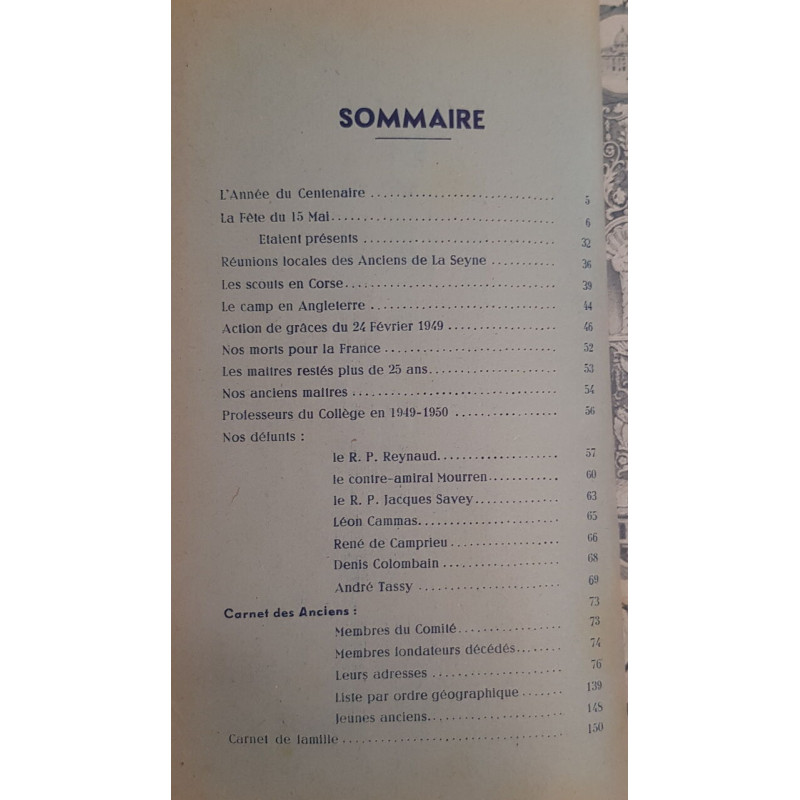 SOMMAIRE
L'Année du Centenaire ........................... 5
La Fête du 15 Mai................................. 6
Etaient présents ........................... 32
Réunions locales des Anciens de La Seyne .......... 36
Les scouts en Corse............................... 39
Le camp en Angleterre ........................... 44
Action de grâces du 24 Février 1949 ............... 46
Nos morts pour la France ......................... 52
Les maitres restés plus de 25 ans.................. 53
Nos anciens maitres .............................. 54
Professeurs du Collège en 1949-1950 ............... 56
Nos défunts :
le R. P. Reynaud................... 57
le contre-amiral Mourren........... 60
le R. P. Jacques Savey............. 63
Léon Cammas...................... 65
René de Camprieu................. 66
Denis Colombain .................. 68
André Tassy ...................... 69
Carnet des Anciens : 73
Membres du Comité................ 73
Membres fondateurs décédés....... 74
Leurs adresses ................... 76
Liste par ordre géographique ...... 139
Jeunes anciens.................... 148
Carnet de famille ................................ 150